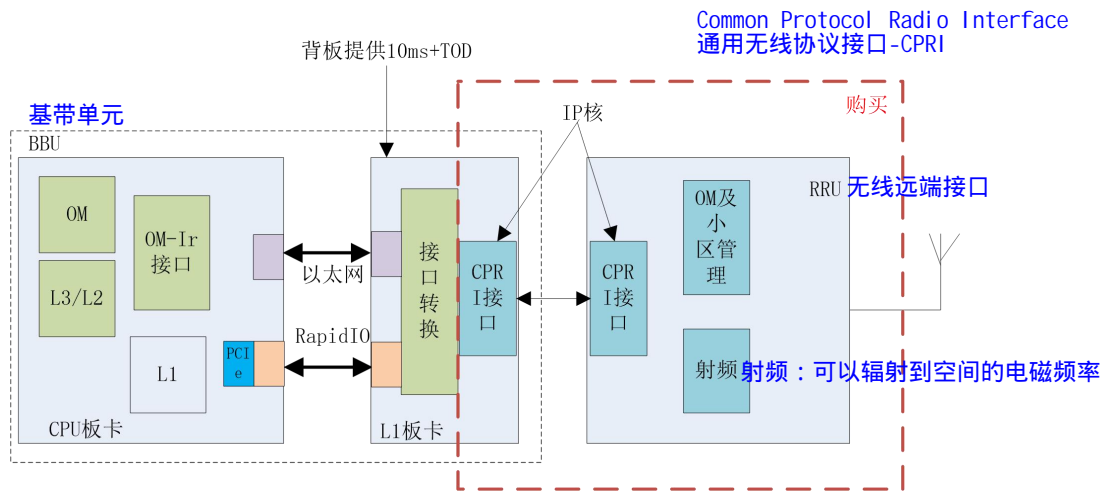 Common Protocol Radio Interface
通用无线协议接口-CPRI
背板提供10ms+TOD
购买
基带单元
IP核
BBU
RRU
无线远端接口
OM
OM-Ir
接口
OM及
小
区管
理
以太网
接
口
转
换
CPR
I接
口
CPR
I接
口
L3/L2
RapidIO
PCI
e
L1
射频
射频：可以辐射到空间的电磁频率
CPU板卡
L1板卡